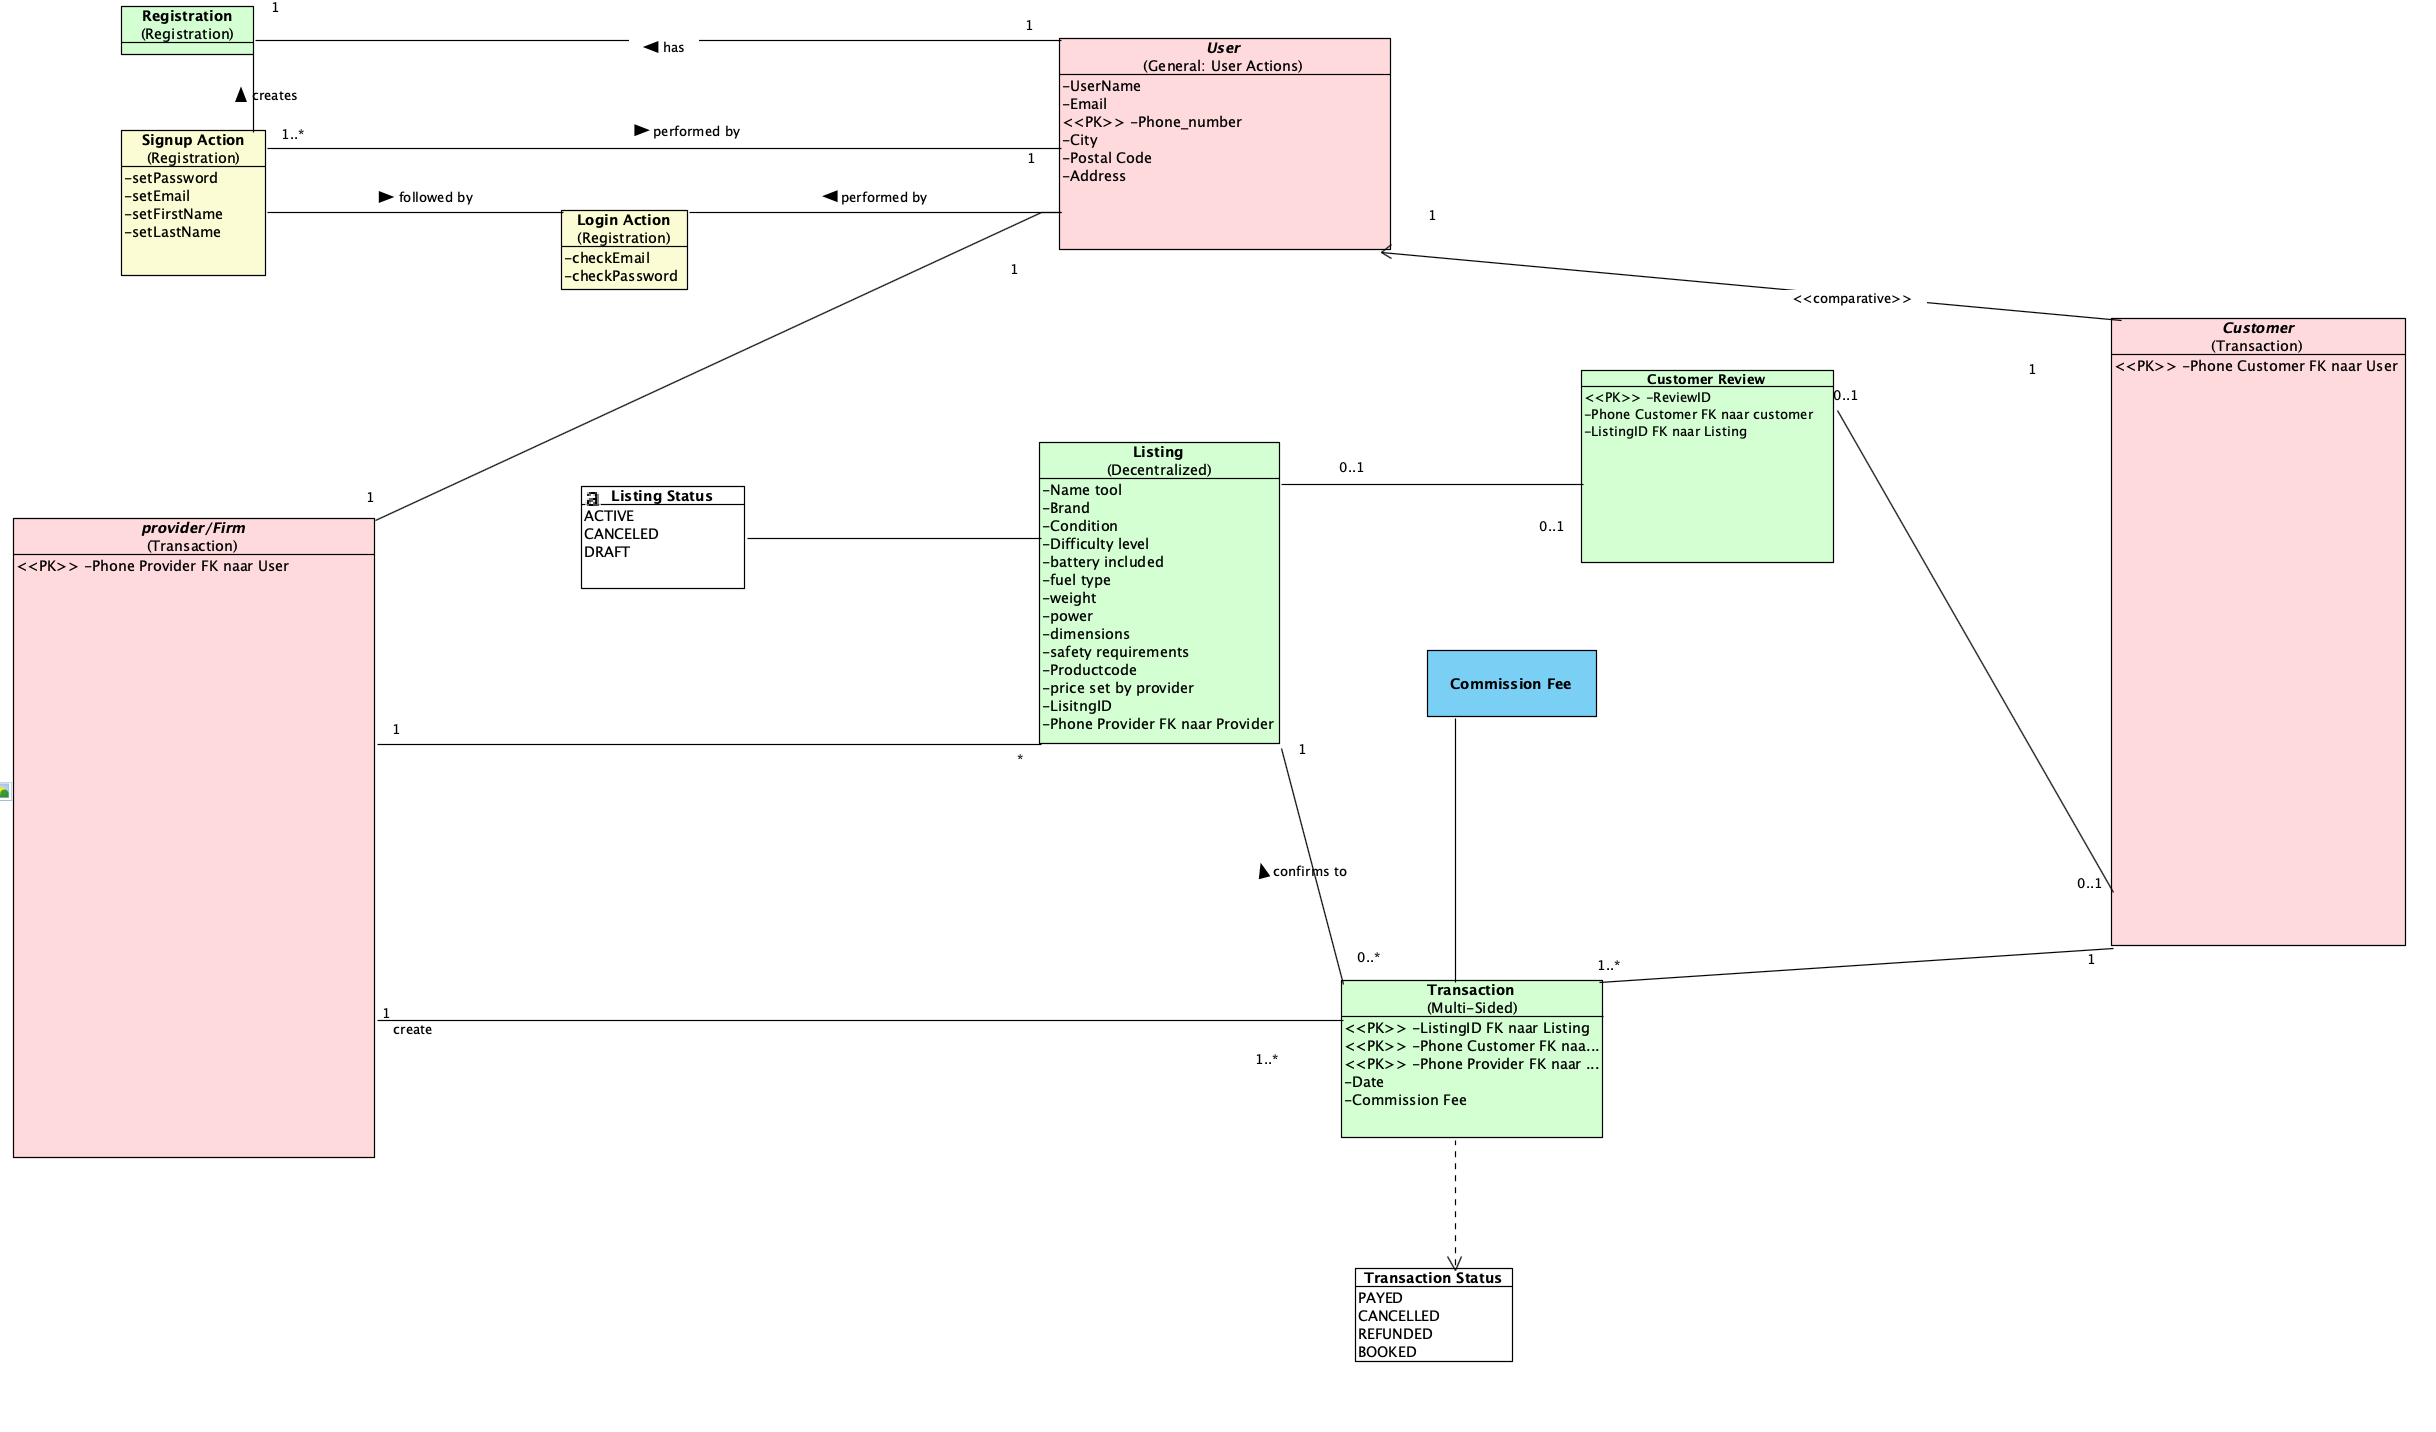 1
Registration
(Registration)
1
has
User
(General: User Actions)
-UserName
-Email
<<PK>> -Phone_number
-City
-Postal Code
-Address
creates
1..*
performed by
1
Signup Action
(Registration)
-setPassword
-setEmail
-setFirstName
-setLastName
followed by
performed by
Login Action
(Registration)
-checkEmail
-checkPassword
1
1
<<comparative>>
Customer
(Transaction)
<<PK>> -Phone Customer FK naar User
1
Customer Review
<<PK>> -ReviewID
-Phone Customer FK naar customer
-ListingID FK naar Listing
0..1
Listing
(Decentralized)
-Name tool
-Brand
-Condition
-Difficulty level
-battery included
-fuel type
-weight
-power
-dimensions
-safety requirements
-Productcode
-price set by provider
-LisitngID
-Phone Provider FK naar Provider
0..1
0..1
a Listing Status
ACTIVE
CANCELED
DRAFT
1
provider/Firm
(Transaction)
<<PK>> -Phone Provider FK naar User
Commission Fee
1
*
1
confirms to
0..1
0..*
1..*
1
Transaction
(Multi-Sided)
<<PK>> -ListingID FK naar Listing
<<PK>> -Phone Customer FK naa...
<<PK>> -Phone Provider FK naar ...
-Date
-Commission Fee
1
create
1..*
Transaction Status
PAYED
CANCELLED
REFUNDED
BOOKED